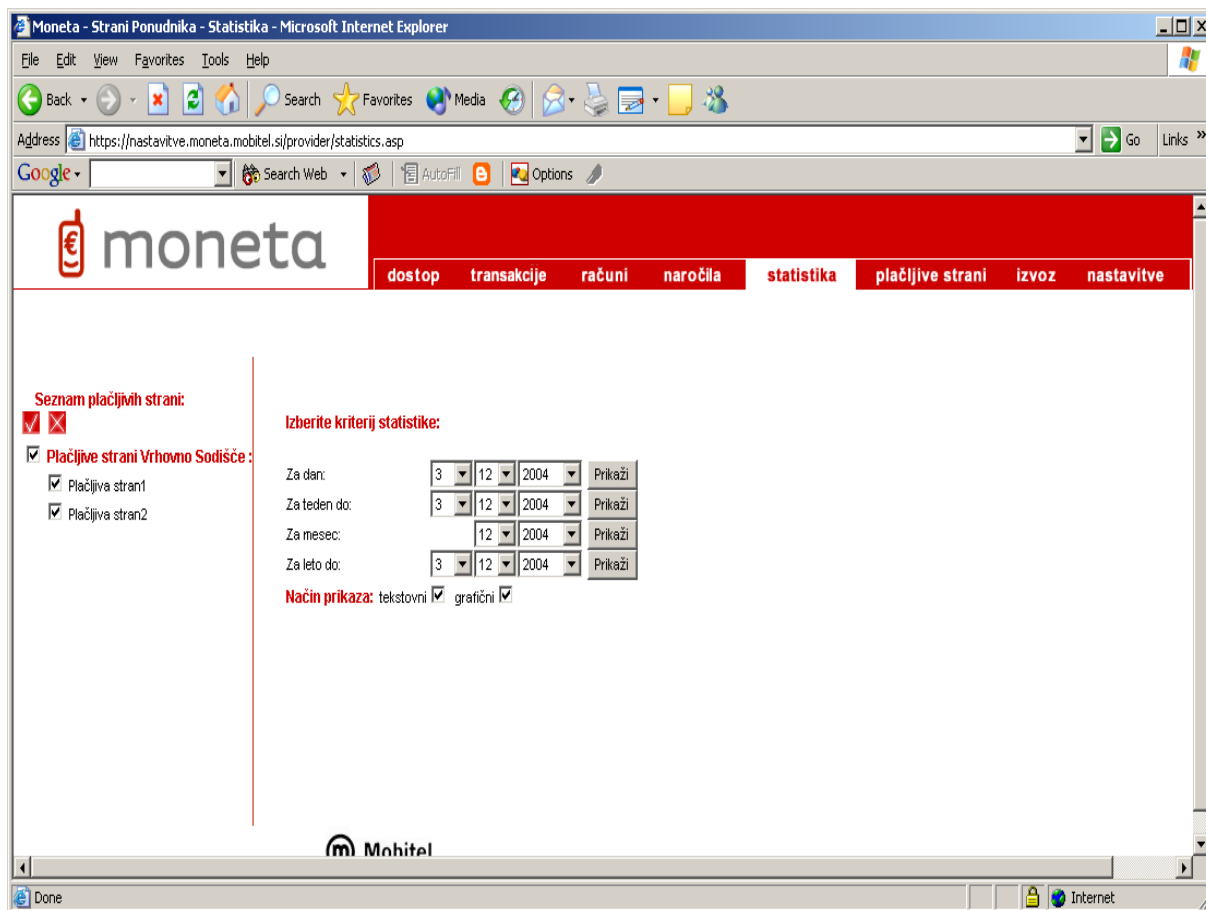 Moneta - Strani Ponudnika - Statistika - Microsoft Internet Explorer
File Edit View Favorites Tools Help
Back Search Favorites Media
Address https://nastavitve.moneta.mobitel.si/provider/statistics.asp Go Links »
Google Search Web AutoFill Options
€ moneta
dostop transakcije računi naročila statistika plačljive strani izvoz nastavitve
Seznam plačljivih strani:
Izberite kriterij statistike:
Plačljive strani Vrhovno Sodišče :
Plačljiva stran1
Plačljiva stran2
Za dan: 3 12 2004 Prikaži
Za teden do: 3 12 2004 Prikaži
Za mesec: 12 2004 Prikaži
Za leto do: 3 12 2004 Prikaži
Način prikaza: tekstovni grafični
m Mobitel
Done Internet